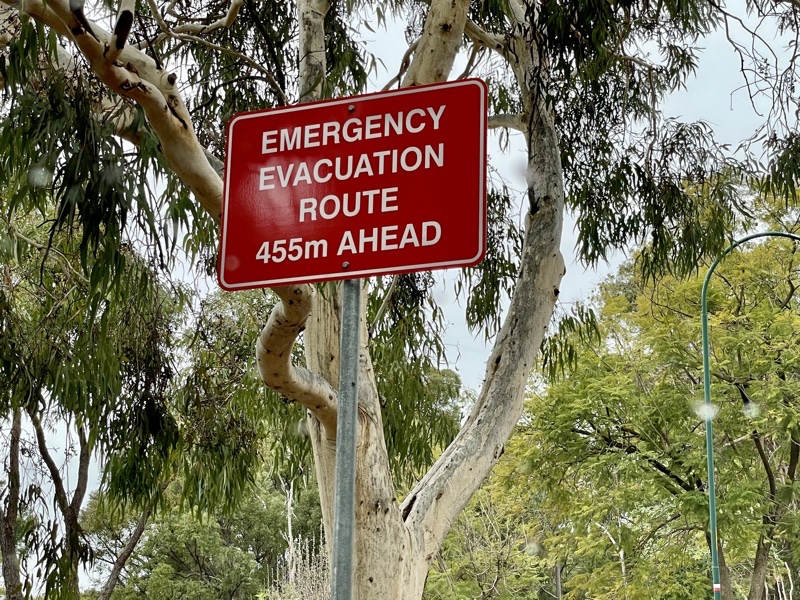 EMERGENCY
EVACUATION
ROUTE
455m AHEAD